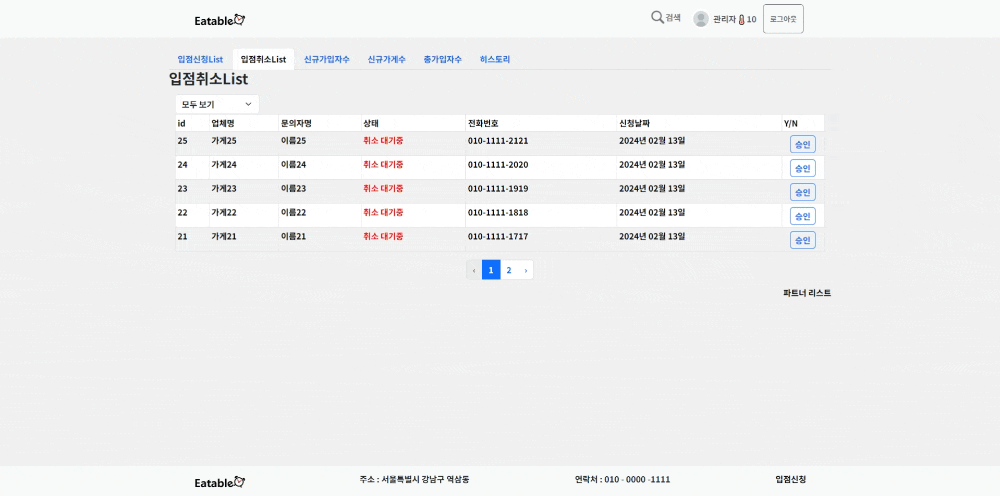 Eatable
검색
관리자 10
로그아웃
입점신청List 입점취소List 신규가입자수 신규가게수 총가입자수 히스토리
입점취소List
모두 보기
id 업체명 문의자명 상태 전화번호 신청날짜 Y/N
25 가게25 이름25 취소 대기중 010-1111-2121 2024년 02월 13일 승인
24 가게24 이름24 취소 대기중 010-1111-2020 2024년 02월 13일 승인
23 가게23 이름23 취소 대기중 010-1111-1919 2024년 02월 13일 승인
22 가게22 이름22 취소 대기중 010-1111-1818 2024년 02월 13일 승인
21 가게21 이름21 취소 대기중 010-1111-1717 2024년 02월 13일 승인
‹ 1 2 ›
파트너 리스트
Eatable 주소 : 서울특별시 강남구 역삼동 연락처 : 010 - 0000 -1111 입점신청